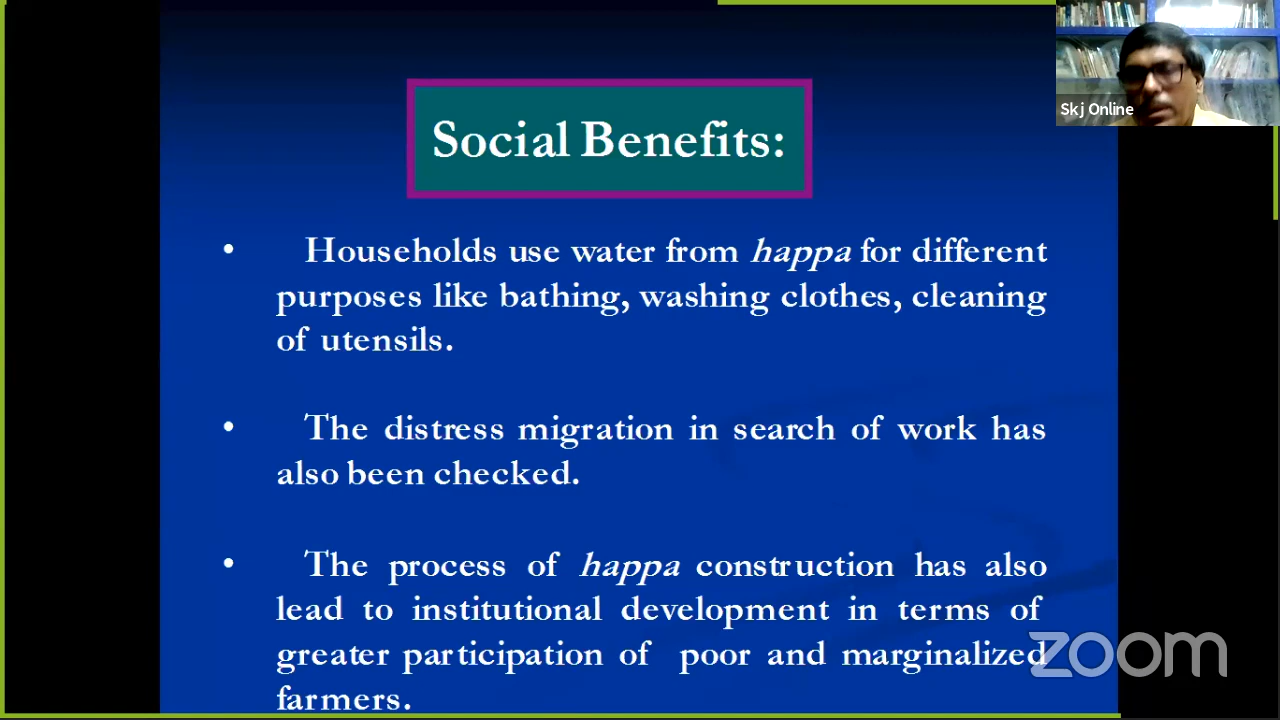 Social Benefits:
Skj Online
• Households use water from happa for different
purposes like bathing, washing clothes, cleaning
of utensils.
• The distress migration in search of work has
also been checked.
• The process of happa construction has also
lead to institutional development in terms of
greater participation of poor and marginalized
farmers.
zoom